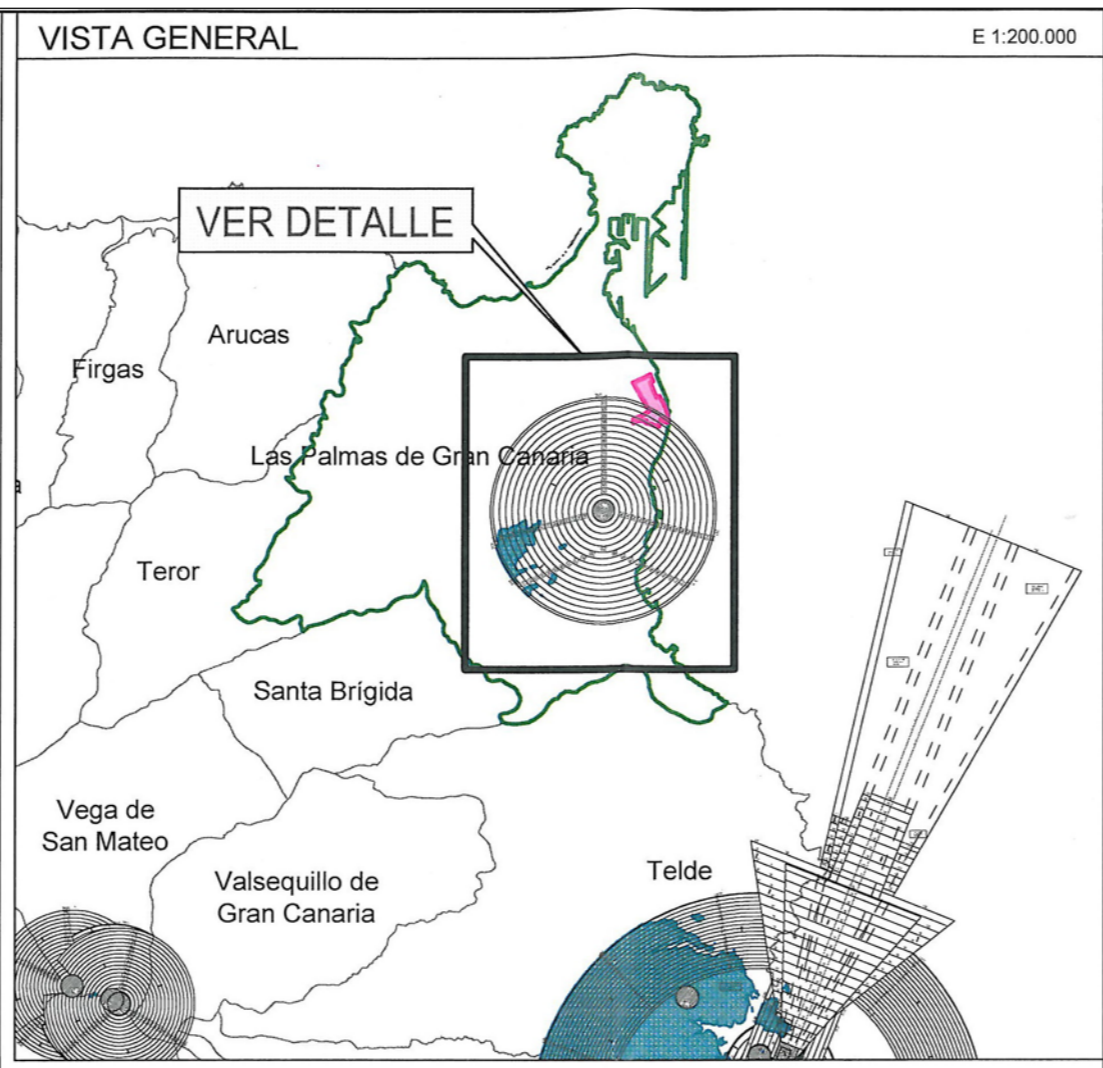 VISTA GENERAL
E 1:200.000
VER DETALLE
Arucas
Firgas
Las Palmas de Gran Canaria
a
Teror
Santa Brígida
Vega de
San Mateo
Telde
Valsequillo de
Gran Canaria